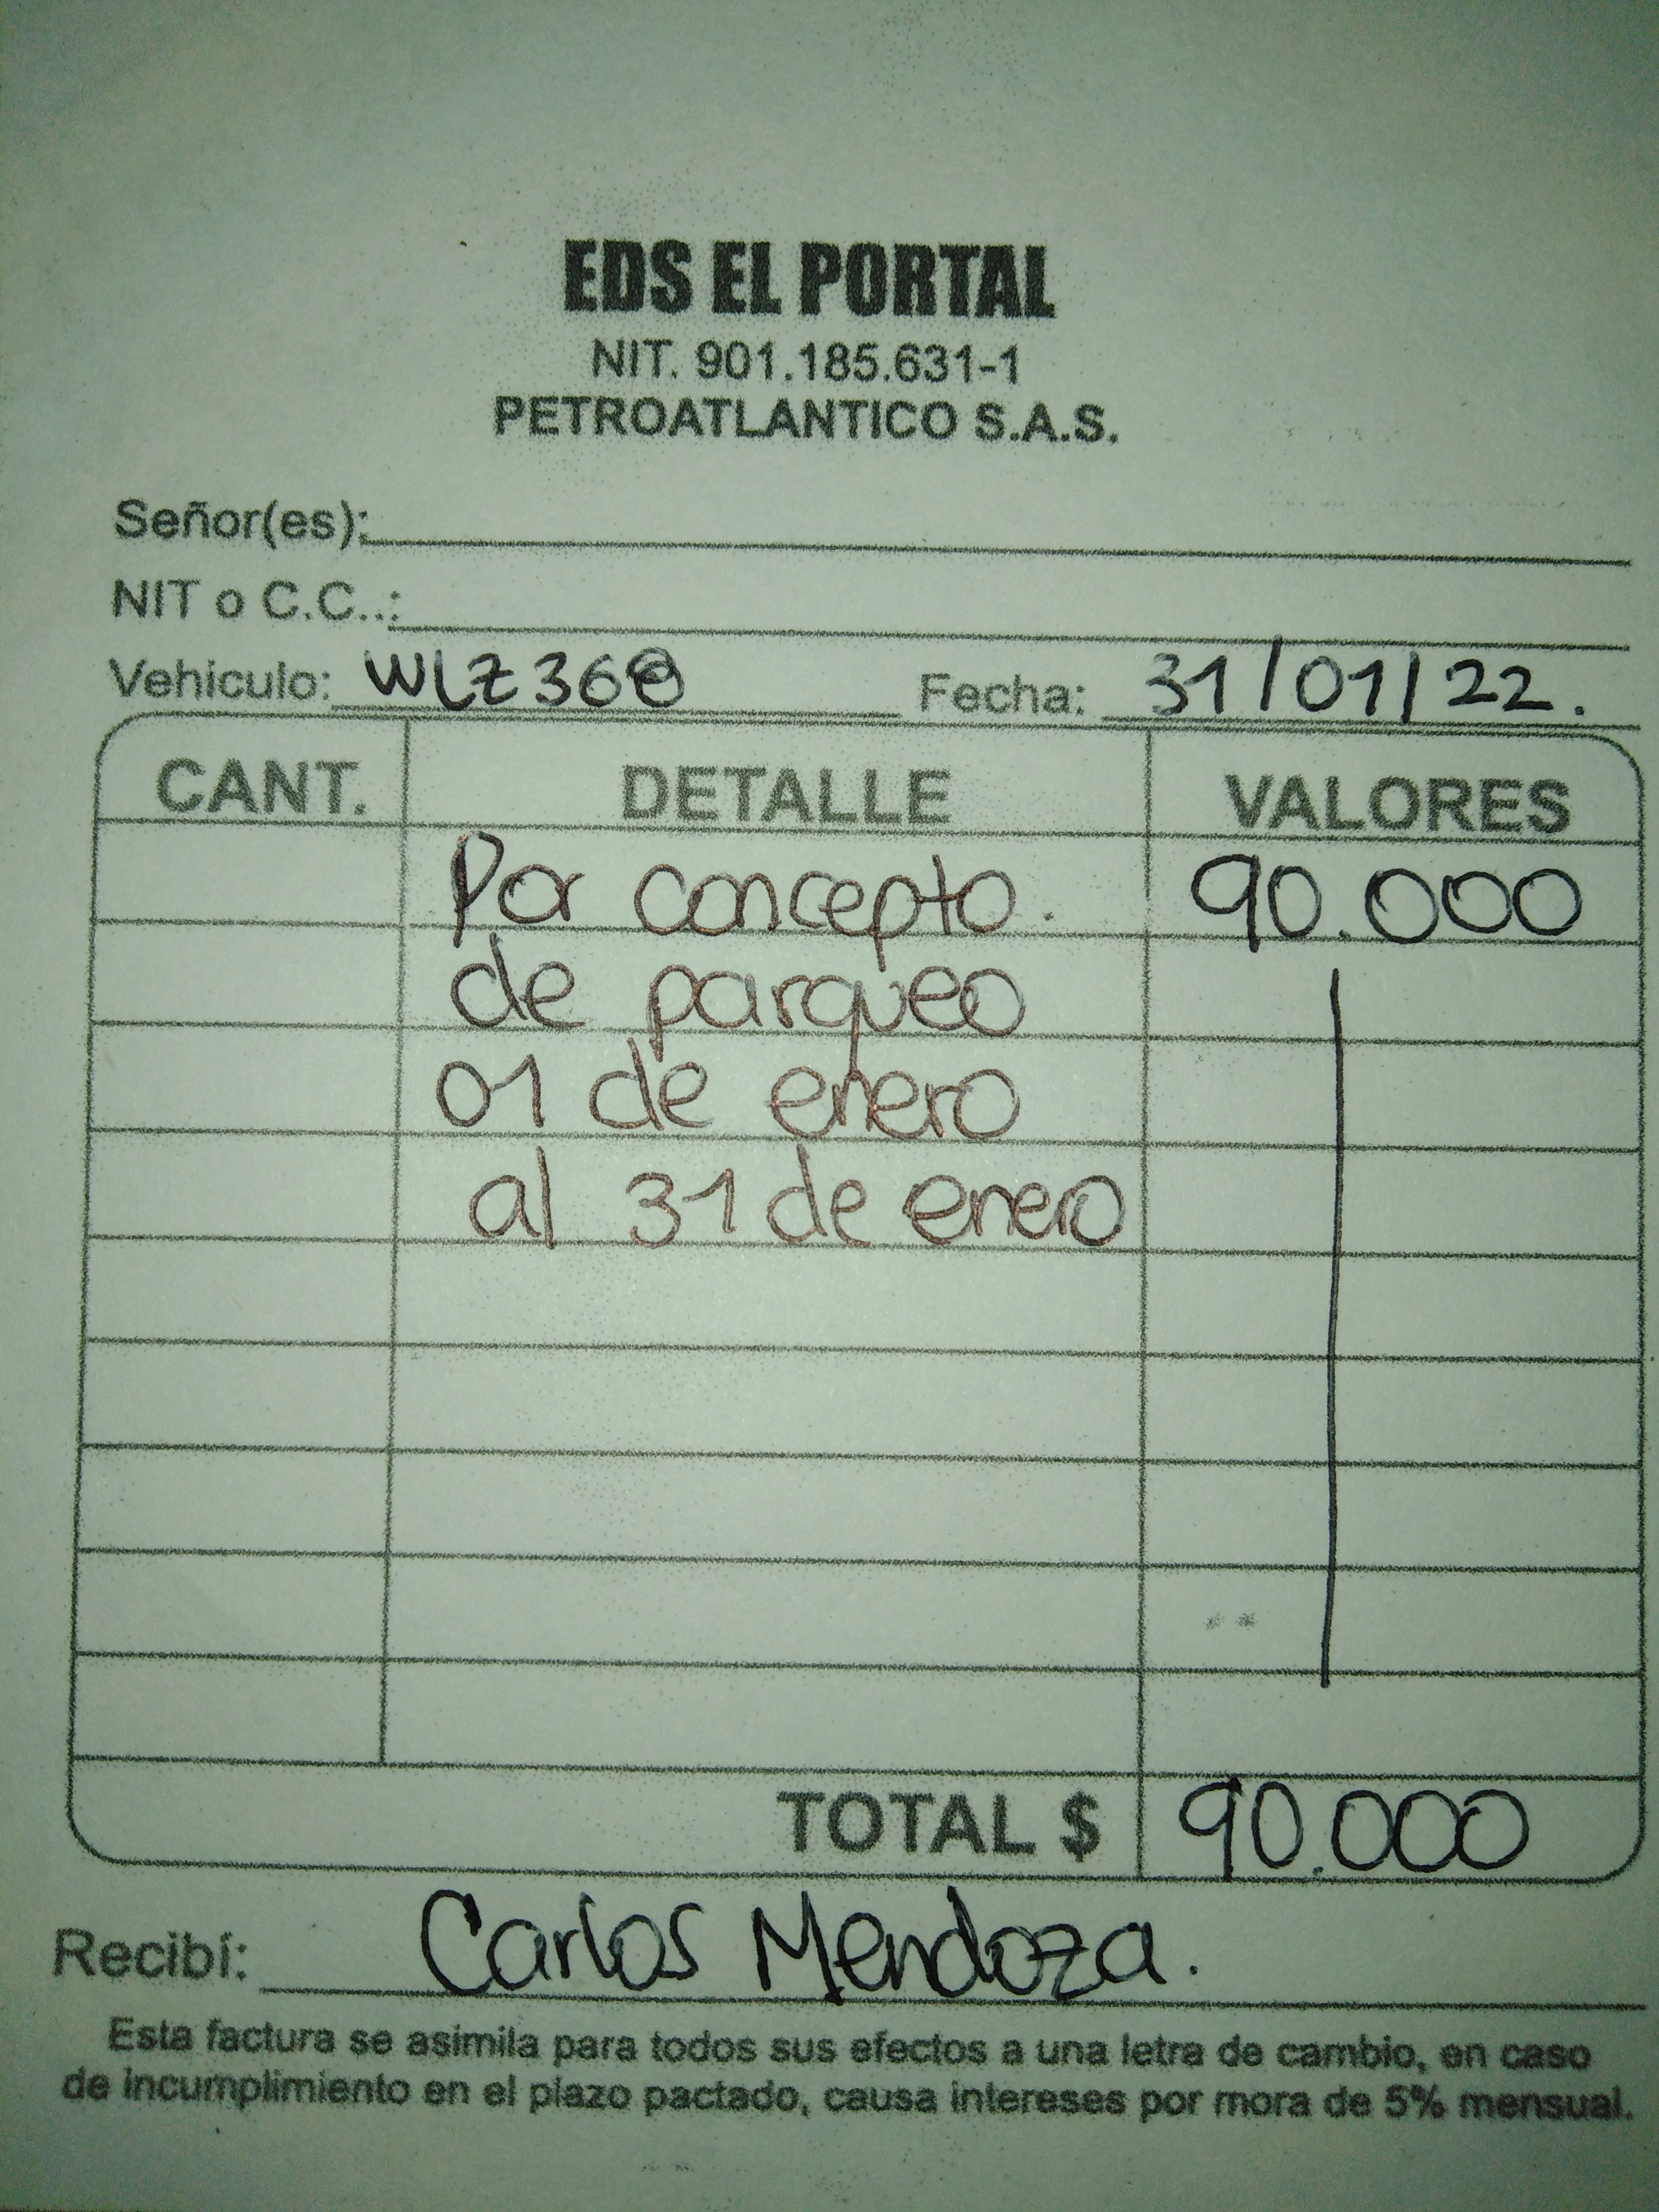 EDS EL PORTAL
NIT. 901.185.631-1
PETROATLANTICO S.A.S.
Señor(es):
NIT o C.C..:
Vehículo: WLZ368 Fecha: 31/01/22.
CANT. DETALLE VALORES
Por concepto. 90.000
de parqueo
01 de enero
al 31 de enero
TOTAL $ 90.000
Recibí: Carlos Mendoza.
Esta factura se asimila para todos sus efectos a una letra de cambio, en caso
de incumplimiento en el plazo pactado, causa intereses por mora de 5% mensual.